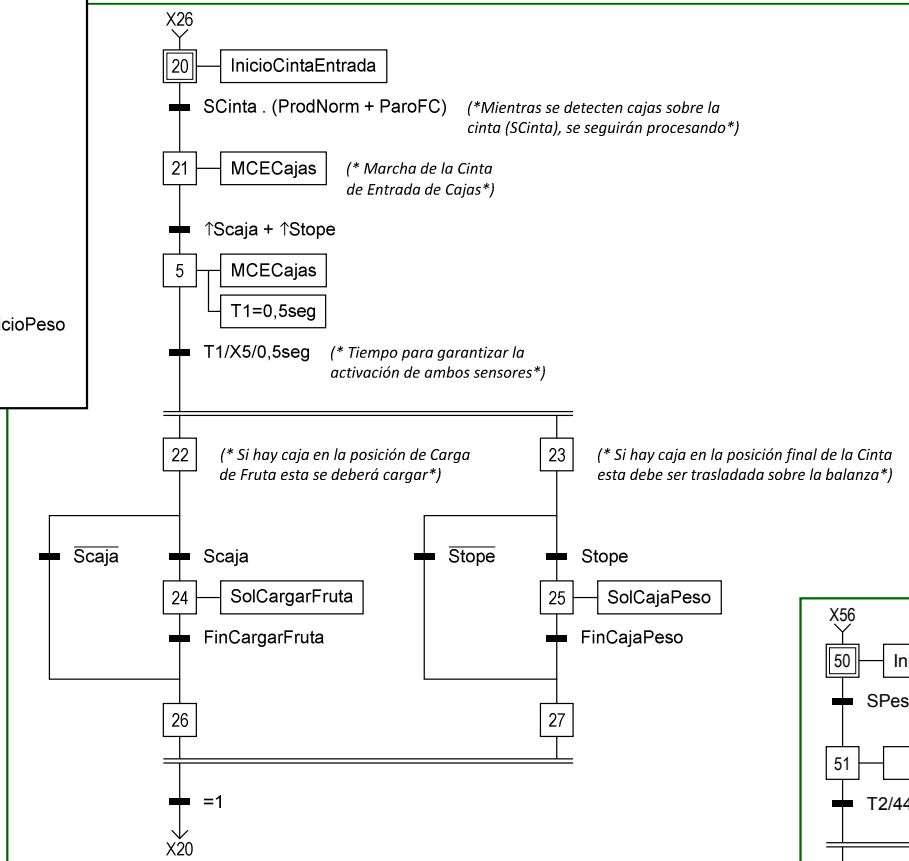 X26
20 InicioCintaEntrada
SCinta . (ProdNorm + ParoFC)
(*Mientras se detecten cajas sobre la
cinta (SCinta), se seguirán procesando*)
21 MCECajas
(* Marcha de la Cinta
de Entrada de Cajas*)
↑Scaja + ↑Stope
5 MCECajas
T1=0,5seg
cioPeso
T1/X5/0,5seg
(* Tiempo para garantizar la
activación de ambos sensores*)
22
(* Si hay caja en la posición de Carga
de Fruta esta se deberá cargar*)
23
(* Si hay caja en la posición final de la Cinta
esta debe ser trasladada sobre la balanza*)
S̅c̅a̅j̅a̅ Scaja
S̅t̅o̅p̅e̅ Stope
24 SolCargarFruta
25 SolCajaPeso
FinCargarFruta
FinCajaPeso
26
27
=1
X20
X56
50 In
SPes
51
T2/44